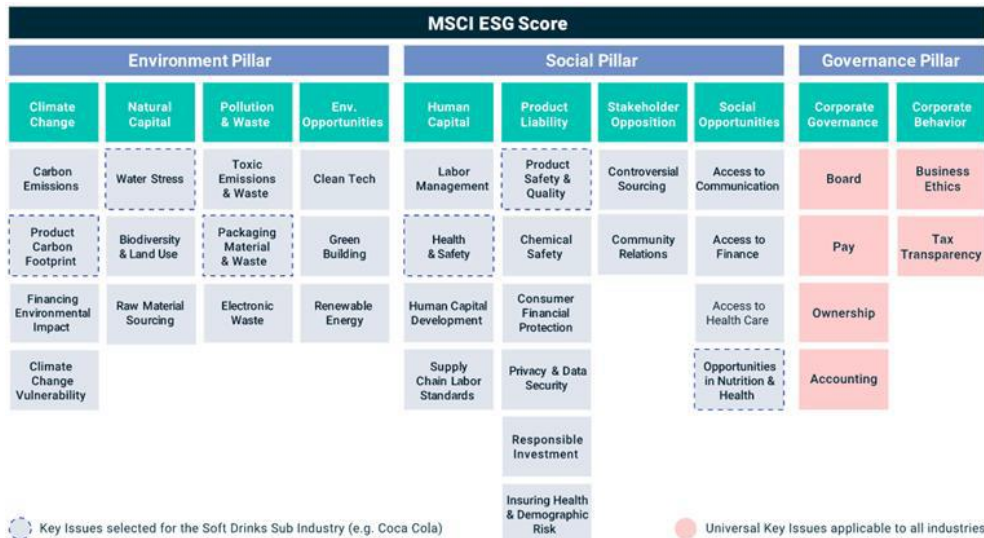 MSCI ESG Score
Environment Pillar
Social Pillar
Governance Pillar
Climate
Change
Natural
Capital
Pollution
& Waste
Env.
Opportunities
Human
Capital
Product
Liability
Stakeholder
Opposition
Social
Opportunities
Corporate
Governance
Corporate
Behavior
Carbon
Emissions
Water Stress
Toxic
Emissions
& Waste
Clean Tech
Labor
Management
Product
Safety &
Quality
Controversial
Sourcing
Access to
Communication
Board
Business
Ethics
Product
Carbon
Footprint
Biodiversity
& Land Use
Packaging
Material
& Waste
Green
Building
Health
& Safety
Chemical
Safety
Community
Relations
Access to
Finance
Pay
Tax
Transparency
Financing
Environmental
Impact
Raw Material
Sourcing
Electronic
Waste
Renewable
Energy
Human Capital
Development
Consumer
Financial
Protection
Access to
Health Care
Ownership
Climate
Change
Vulnerability
Supply
Chain Labor
Standards
Privacy & Data
Security
Opportunities
in Nutrition &
Health
Accounting
Responsible
Investment
Insuring Health
& Demographic
Risk
Key Issues selected for the Soft Drinks Sub Industry (e.g. Coca Cola)
Universal Key Issues applicable to all industries